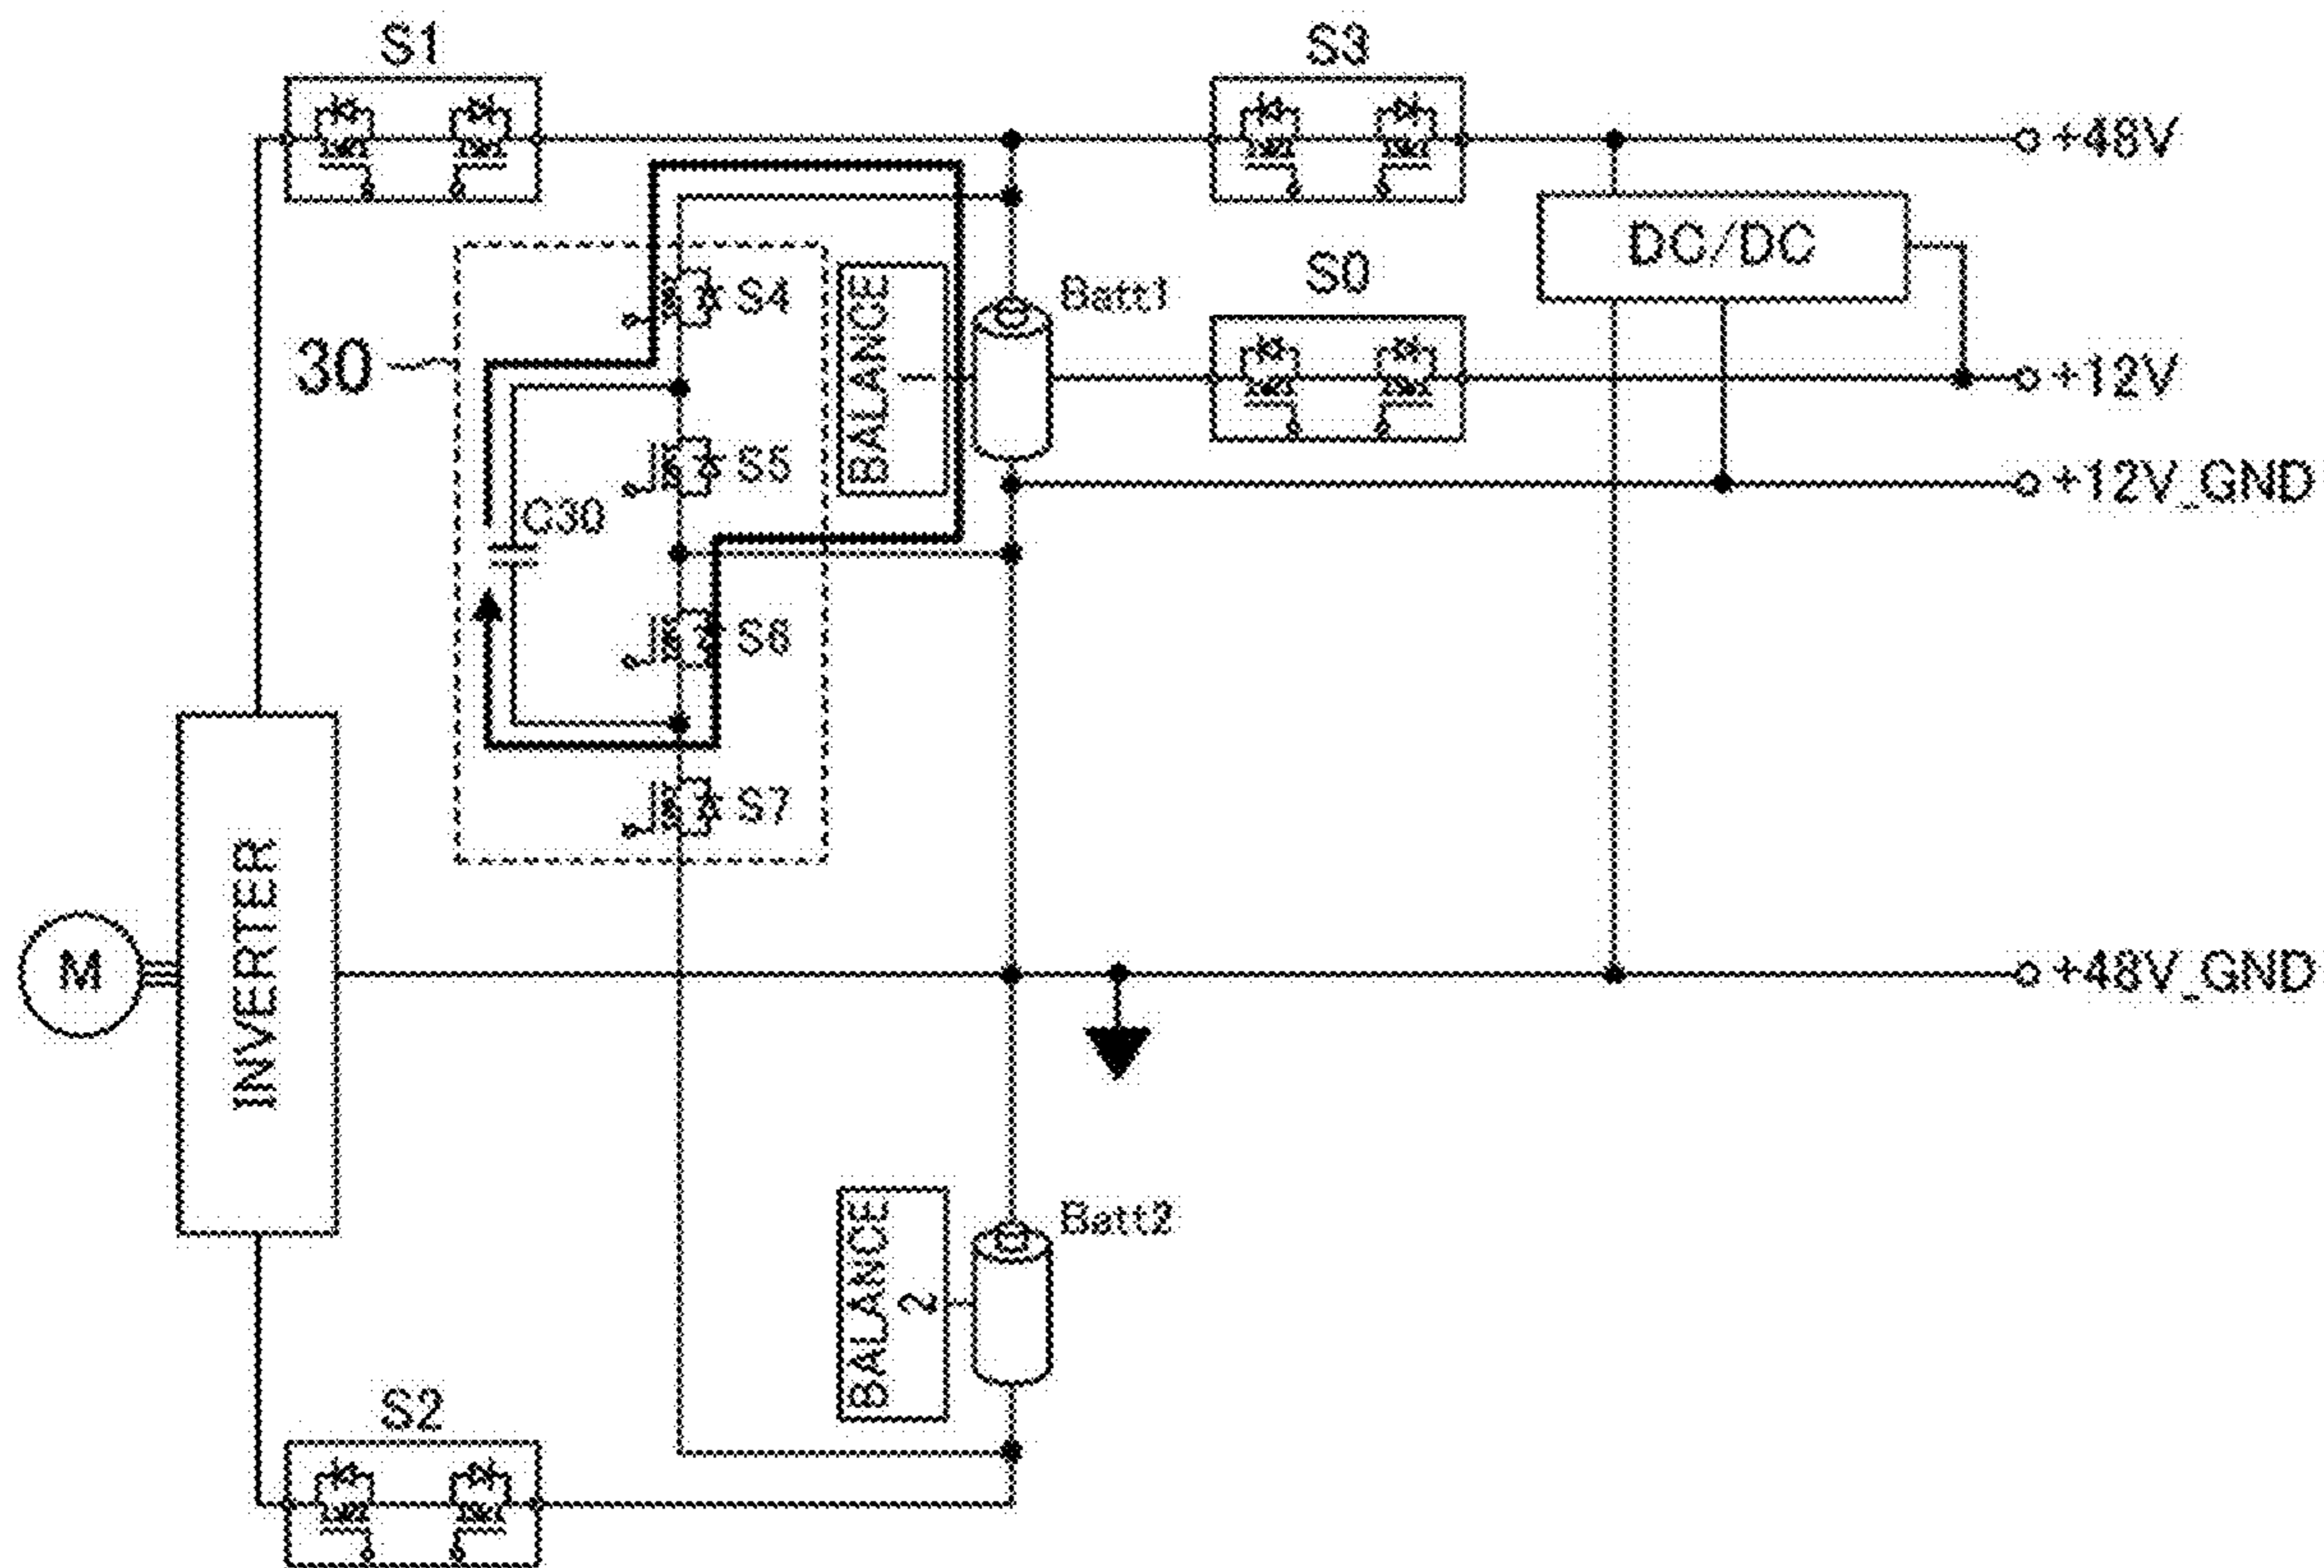 S1
S3
+48V
DC/DC
S4
BALANCE
1
Batt1
S0
30
+12V
S5
+12V_GND
C30
S6
S7
INVERTER
M
+48V_GND
BALANCE
2
Batt2
S2